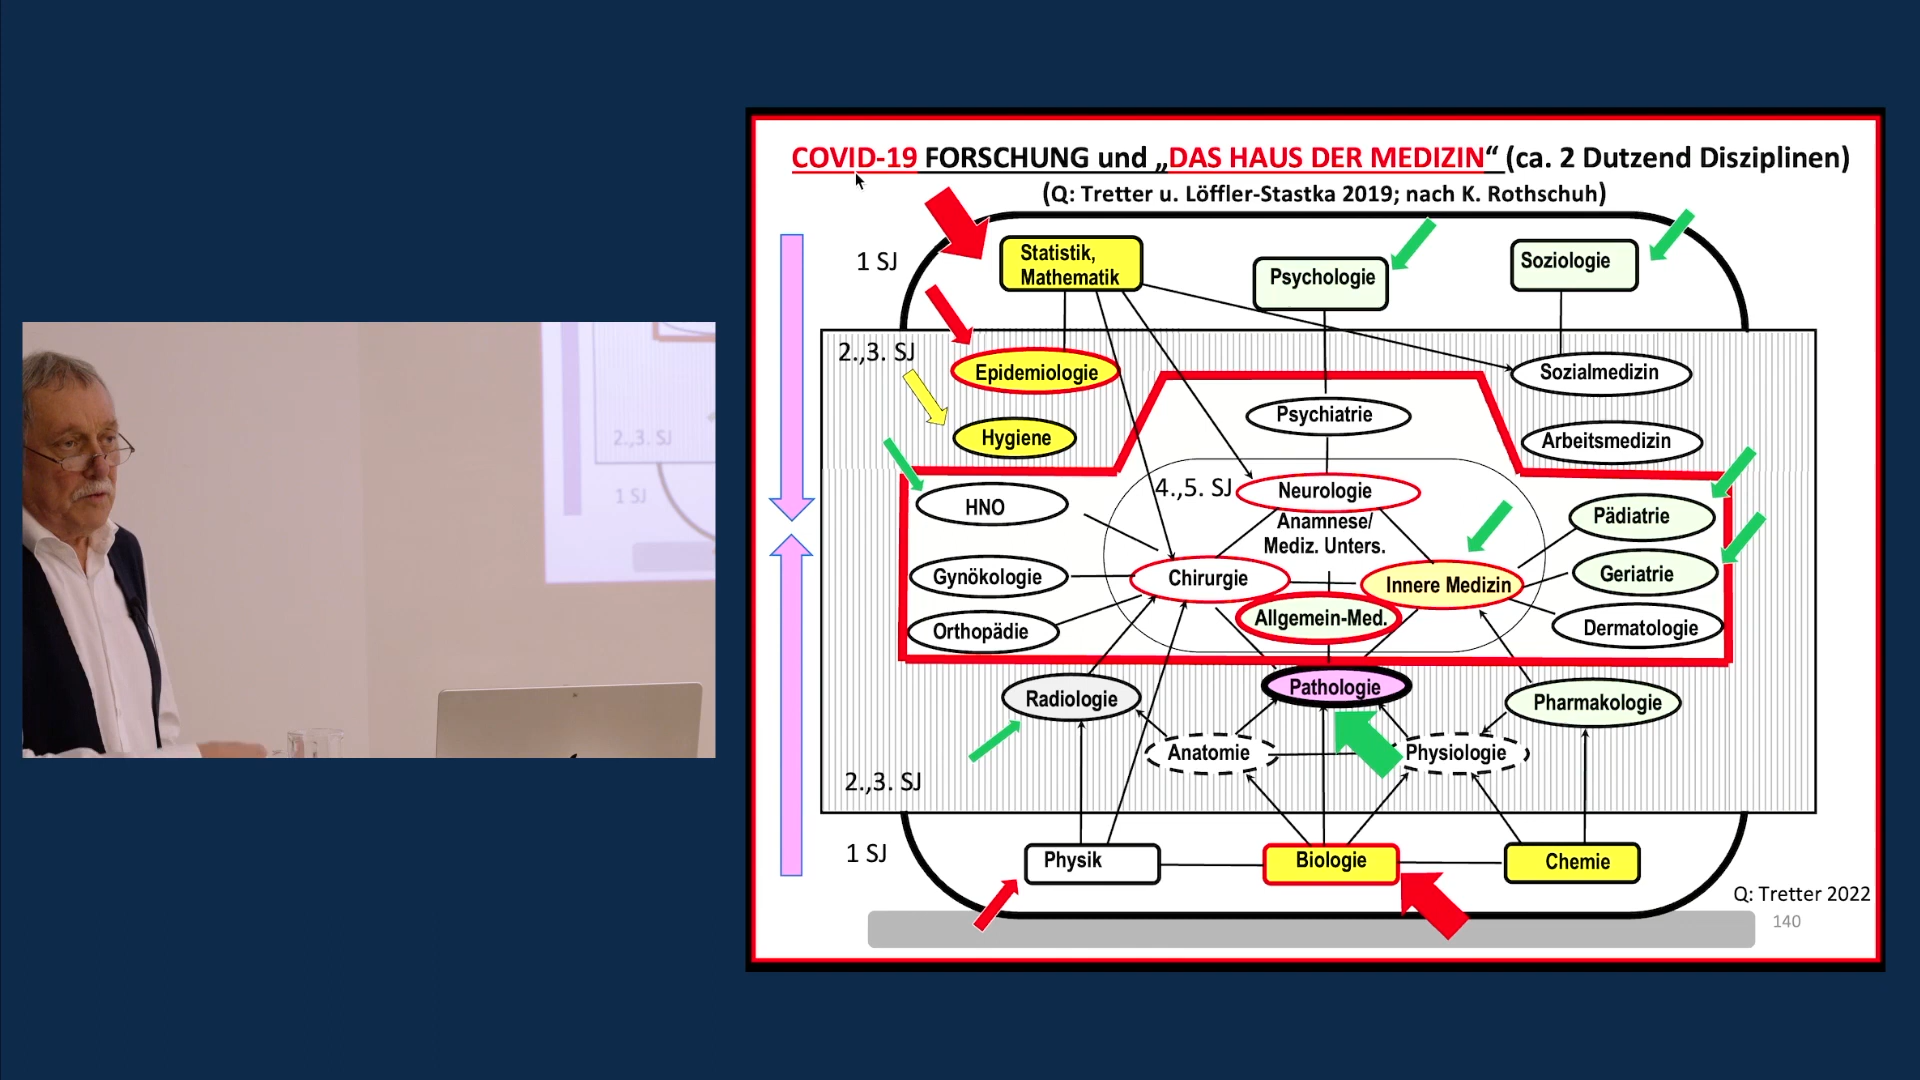 COVID-19 FORSCHUNG und „DAS HAUS DER MEDIZIN“ (ca. 2 Dutzend Disziplinen)
(Q: Tretter u. Löffler-Stastka 2019; nach K. Rothschuh)
1 SJ
Statistik,
Mathematik
Psychologie
Soziologie
2.,3. SJ
Epidemiologie
Sozialmedizin
Psychiatrie
Hygiene
Arbeitsmedizin
4.,5. SJ
Neurologie
HNO
Anamnese/
Mediz. Unters.
Pädiatrie
Gynökologie
Chirurgie
Innere Medizin
Geriatrie
Orthopädie
Allgemein-Med.
Dermatologie
Radiologie
Pathologie
Pharmakologie
Anatomie
Physiologie
2.,3. SJ
1 SJ
Physik
Biologie
Chemie
Q: Tretter 2022
140
2.,3. SJ
1 SJ